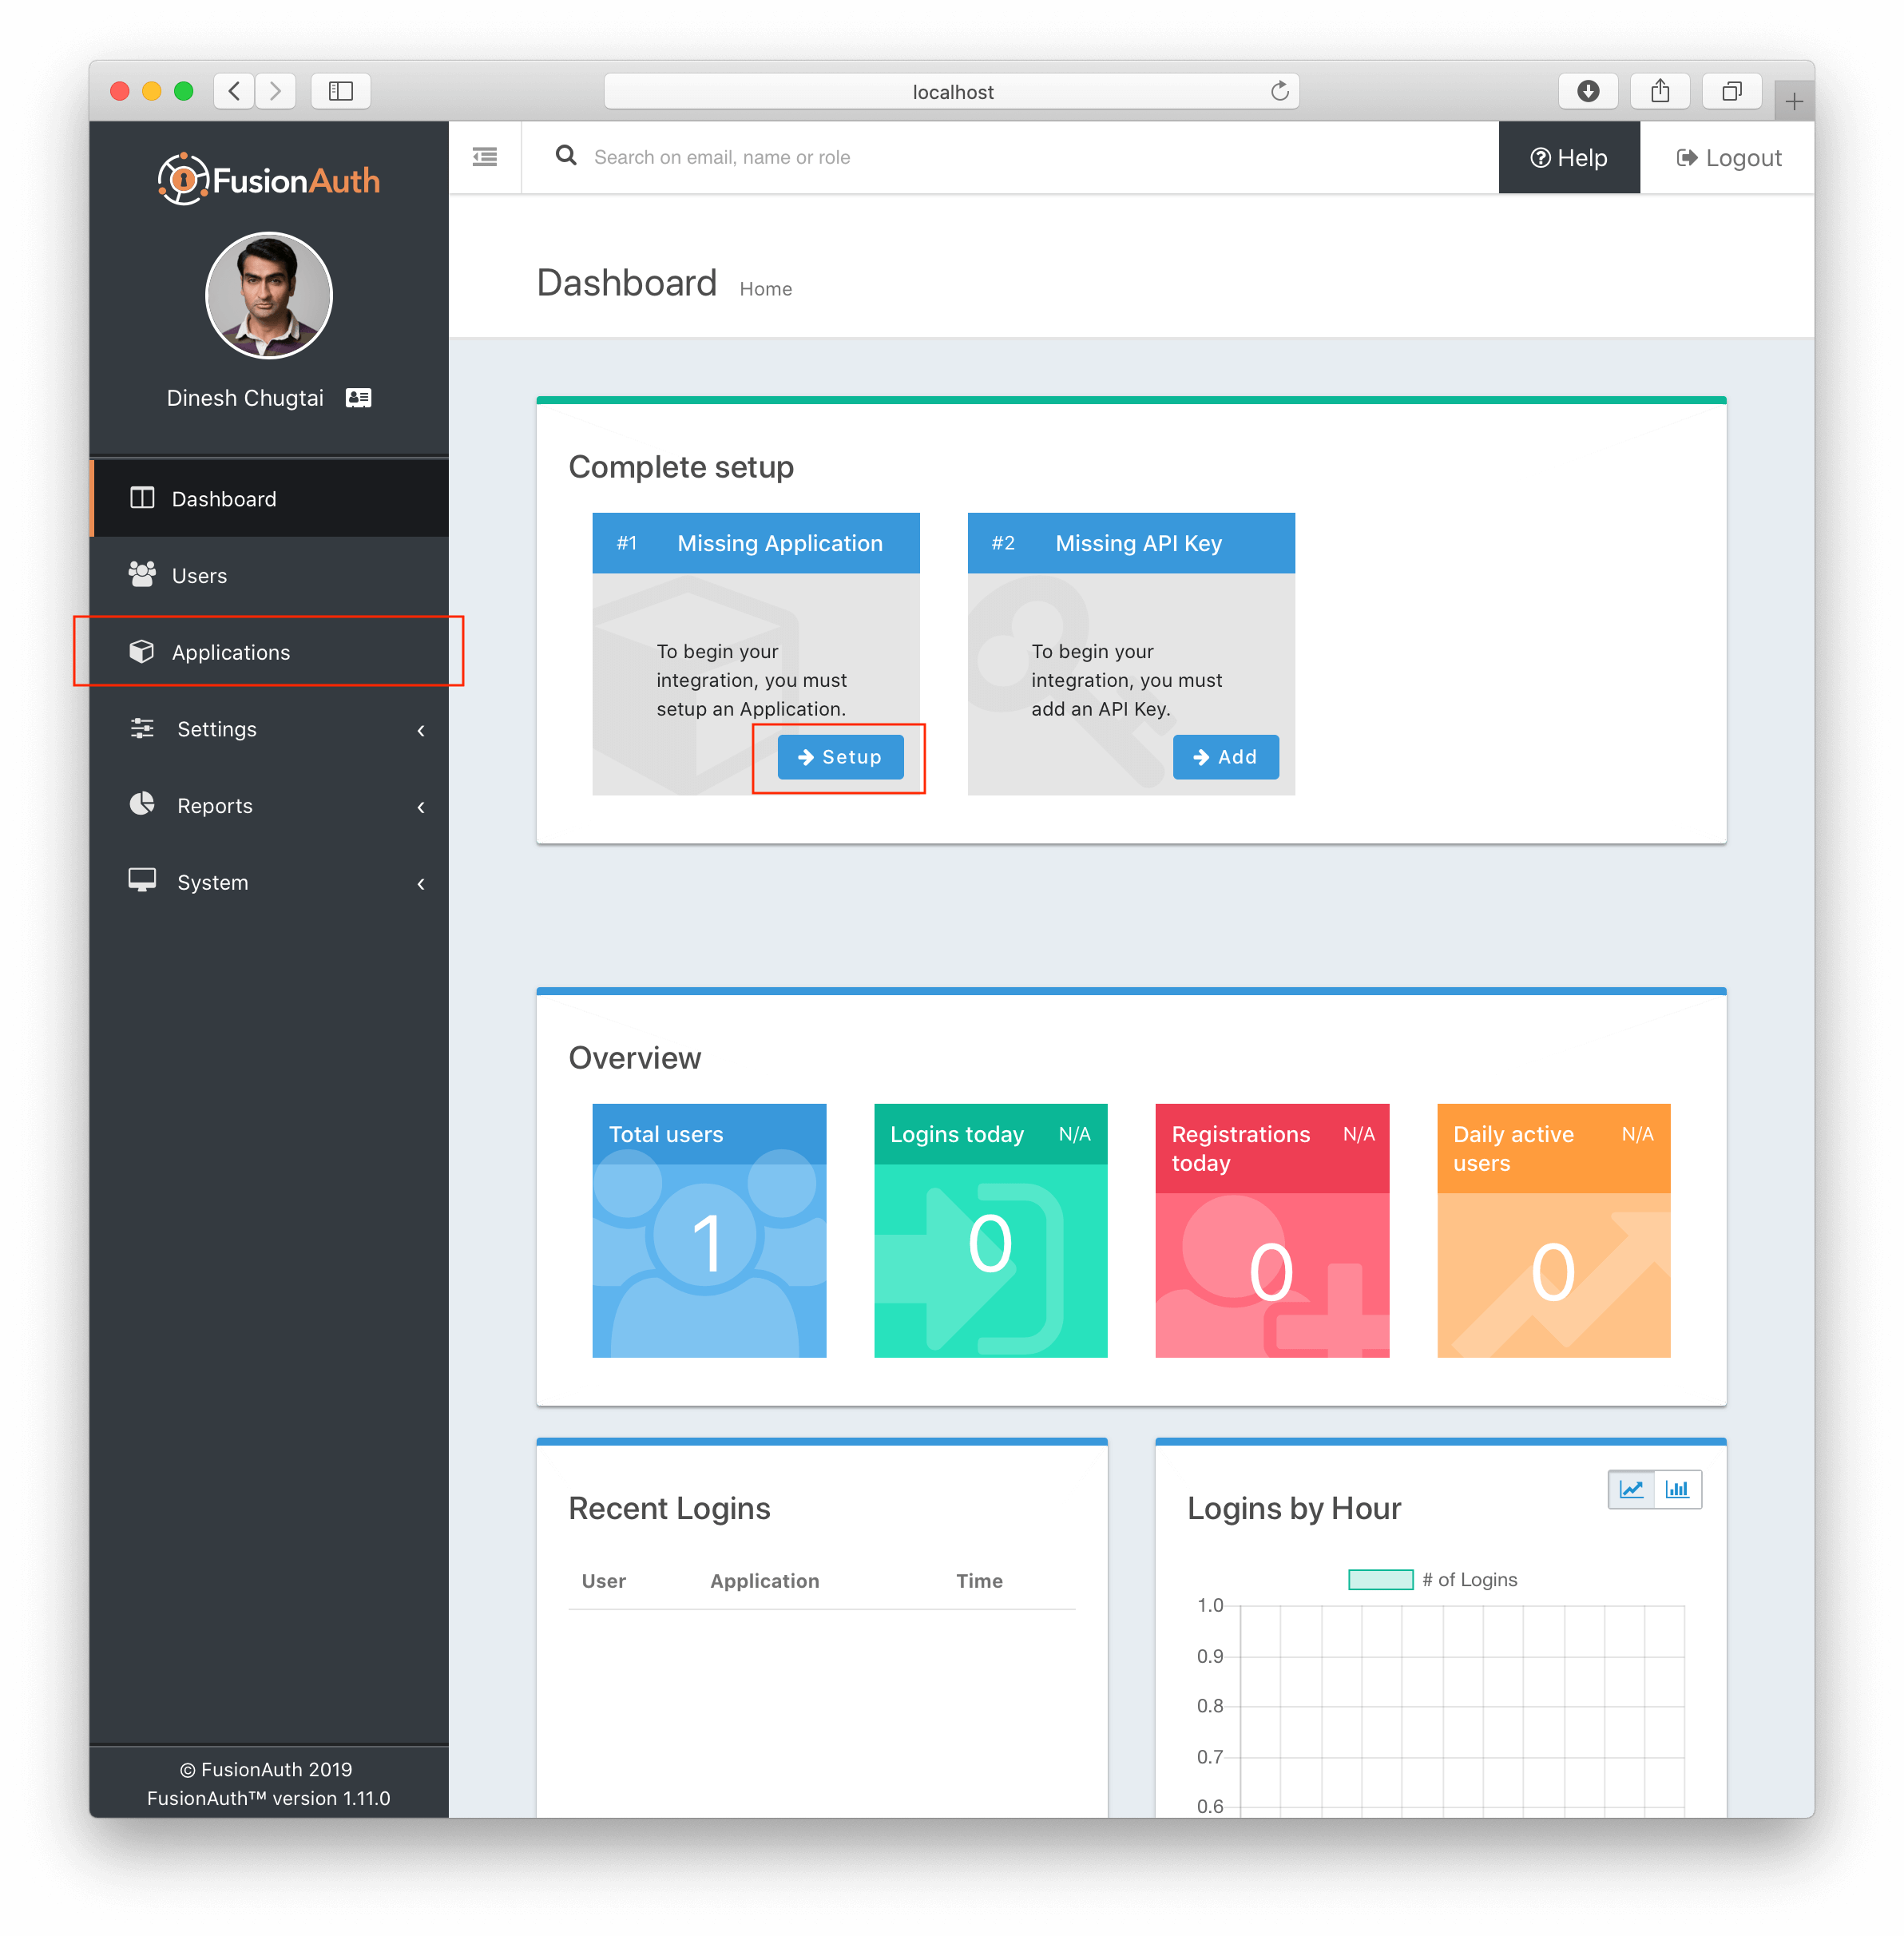 localhost
FusionAuth
Search on email, name or role
Help
Logout
Dinesh Chugtai
Dashboard
Users
Applications
Settings
Reports
System
© FusionAuth 2019
FusionAuth™ version 1.11.0
Dashboard Home
Complete setup
#1 Missing Application
To begin your
integration, you must
setup an Application.
Setup
#2 Missing API Key
To begin your
integration, you must
add an API Key.
Add
Overview
Total users
1
Logins today N/A
0
Registrations N/A
today
0
Daily active N/A
users
0
Recent Logins
User Application Time
Logins by Hour
# of Logins
1.0
0.9
0.8
0.7
0.6